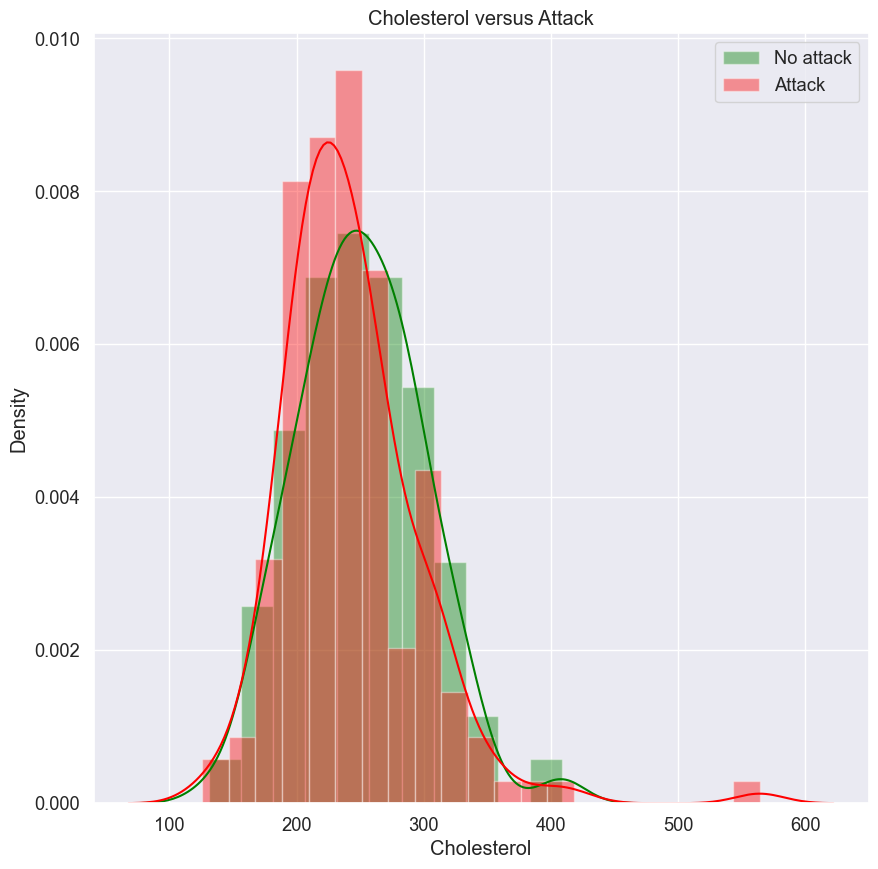 Cholesterol versus Attack
No attack
Attack
Density
0.010
0.008
0.006
0.004
0.002
0.000
100 200 300 400 500 600
Cholesterol